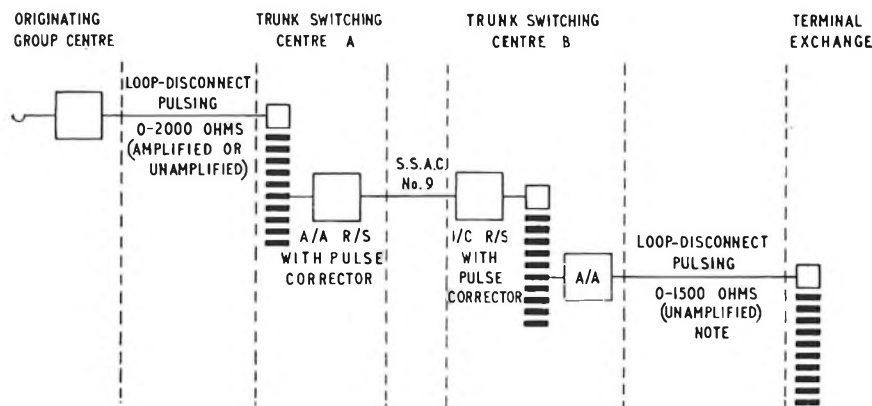 ORIGINATING
GROUP CENTRE
TRUNK SWITCHING
CENTRE A
TRUNK SWITCHING
CENTRE B
TERMINAL
EXCHANGE
LOOP-DISCONNECT
PULSING
0-2000 OHMS
(AMPLIFIED OR
UNAMPLIFIED)
A/A R/S
WITH PULSE
CORRECTOR
S.S.A.C.
No. 9
I/C R/S
WITH
PULSE
CORRECTOR
A/A
LOOP-DISCONNECT
PULSING
0-1500 OHMS
(UNAMPLIFIED)
NOTE